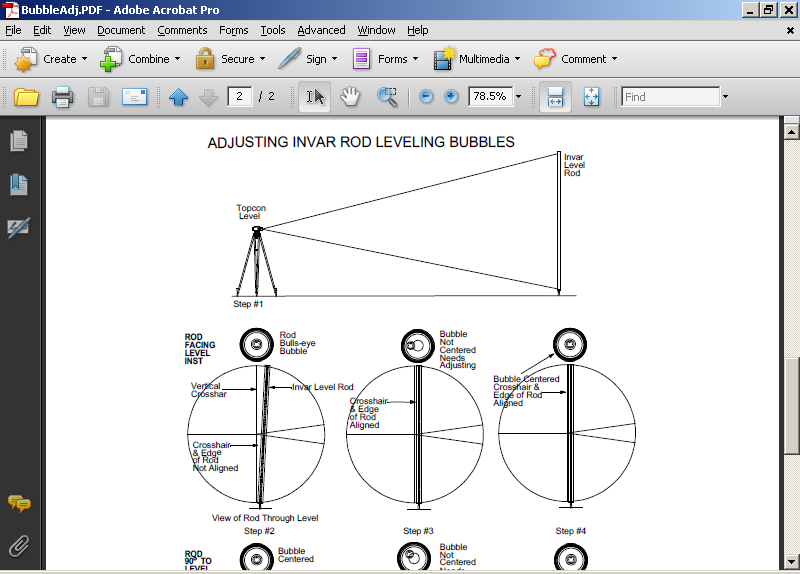 BubbleAdj.PDF - Adobe Acrobat Pro
File Edit View Document Comments Forms Tools Advanced Window Help
Create Combine Secure Sign Forms Multimedia Comment
2 / 2 78.5% Find
ADJUSTING INVAR ROD LEVELING BUBBLES
Invar
Level
Rod
Topcon
Level
Step #1
ROD
FACING
LEVEL
INST
Rod
Bulls-eye
Bubble
Bubble
Not
Centered
Needs
Adjusting
Vertical
Crosshar
Invar Level Rod
Crosshair
& Edge
of Rod
Not Aligned
Crosshair
& Edge
of Rod
Aligned
Bubble Centered
Crosshair &
Edge of Rod
Aligned
View of Rod Through Level
Step #2
Step #3
Step #4
ROD
90° TO
LEVEL
Bubble
Centered
Bubble
Not
Centered
Needs